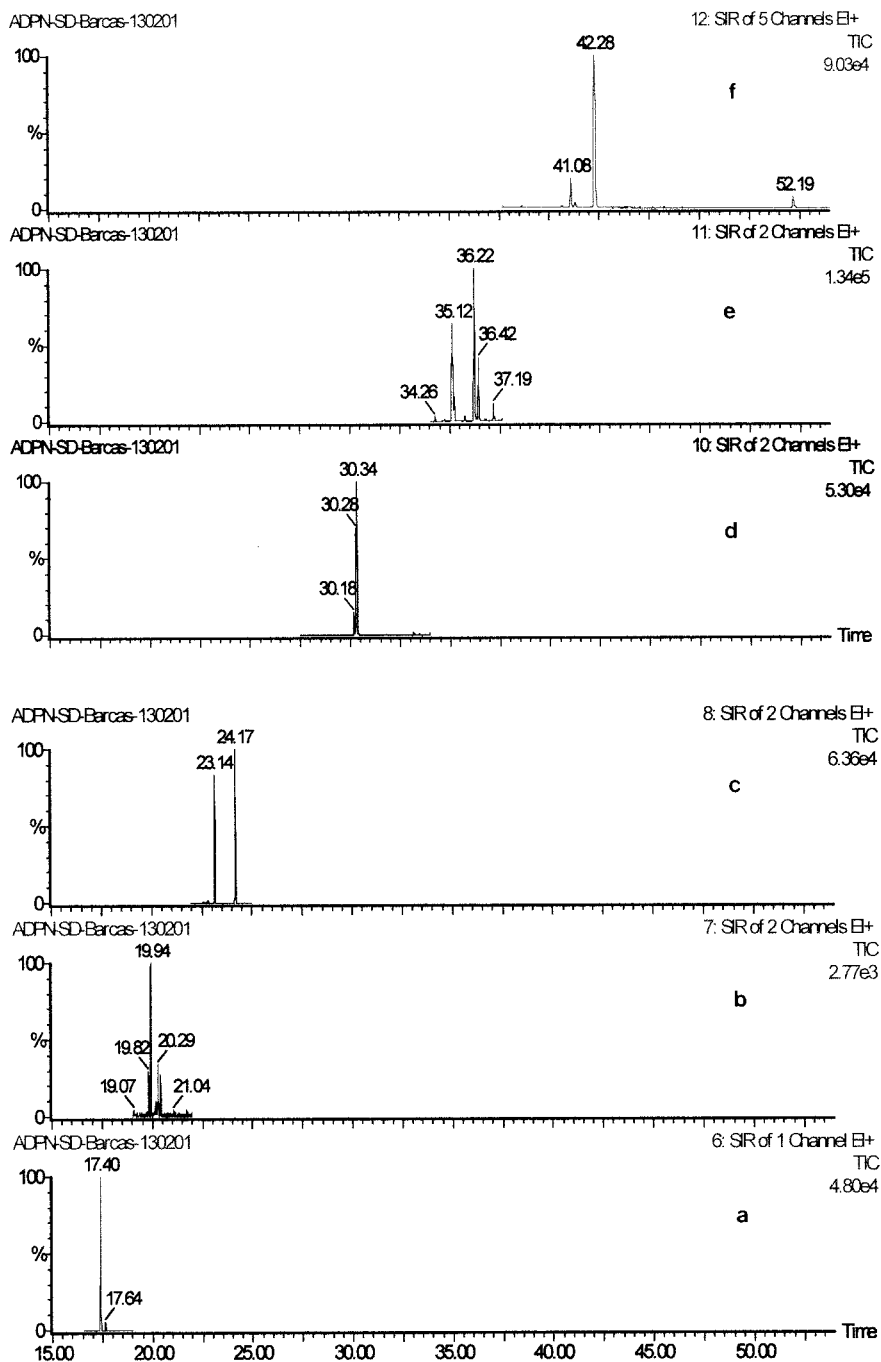 ADPN-SD-Barcas-130201
12: SIR of 5 Channels EI+
TIC
9.03e4
100
%
0
42.28
41.08
52.19
f
ADPN-SD-Barcas-130201
11: SIR of 2 Channels EI+
TIC
1.34e5
100
%
0
36.22
35.12
36.42
34.26
37.19
e
ADPN-SD-Barcas-130201
10: SIR of 2 Channels EI+
TIC
5.30e4
100
%
0
30.34
30.28
30.18
d
Time
ADPN-SD-Barcas-130201
8: SIR of 2 Channels EI+
TIC
6.36e4
100
%
0
24.17
23.14
c
ADPN-SD-Barcas-130201
7: SIR of 2 Channels EI+
TIC
2.77e3
100
%
0
19.94
19.82
20.29
19.07
21.04
b
ADPN-SD-Barcas-130201
6: SIR of 1 Channel EI+
TIC
4.80e4
100
%
0
17.40
17.64
a
Time
15.00 20.00 25.00 30.00 35.00 40.00 45.00 50.00